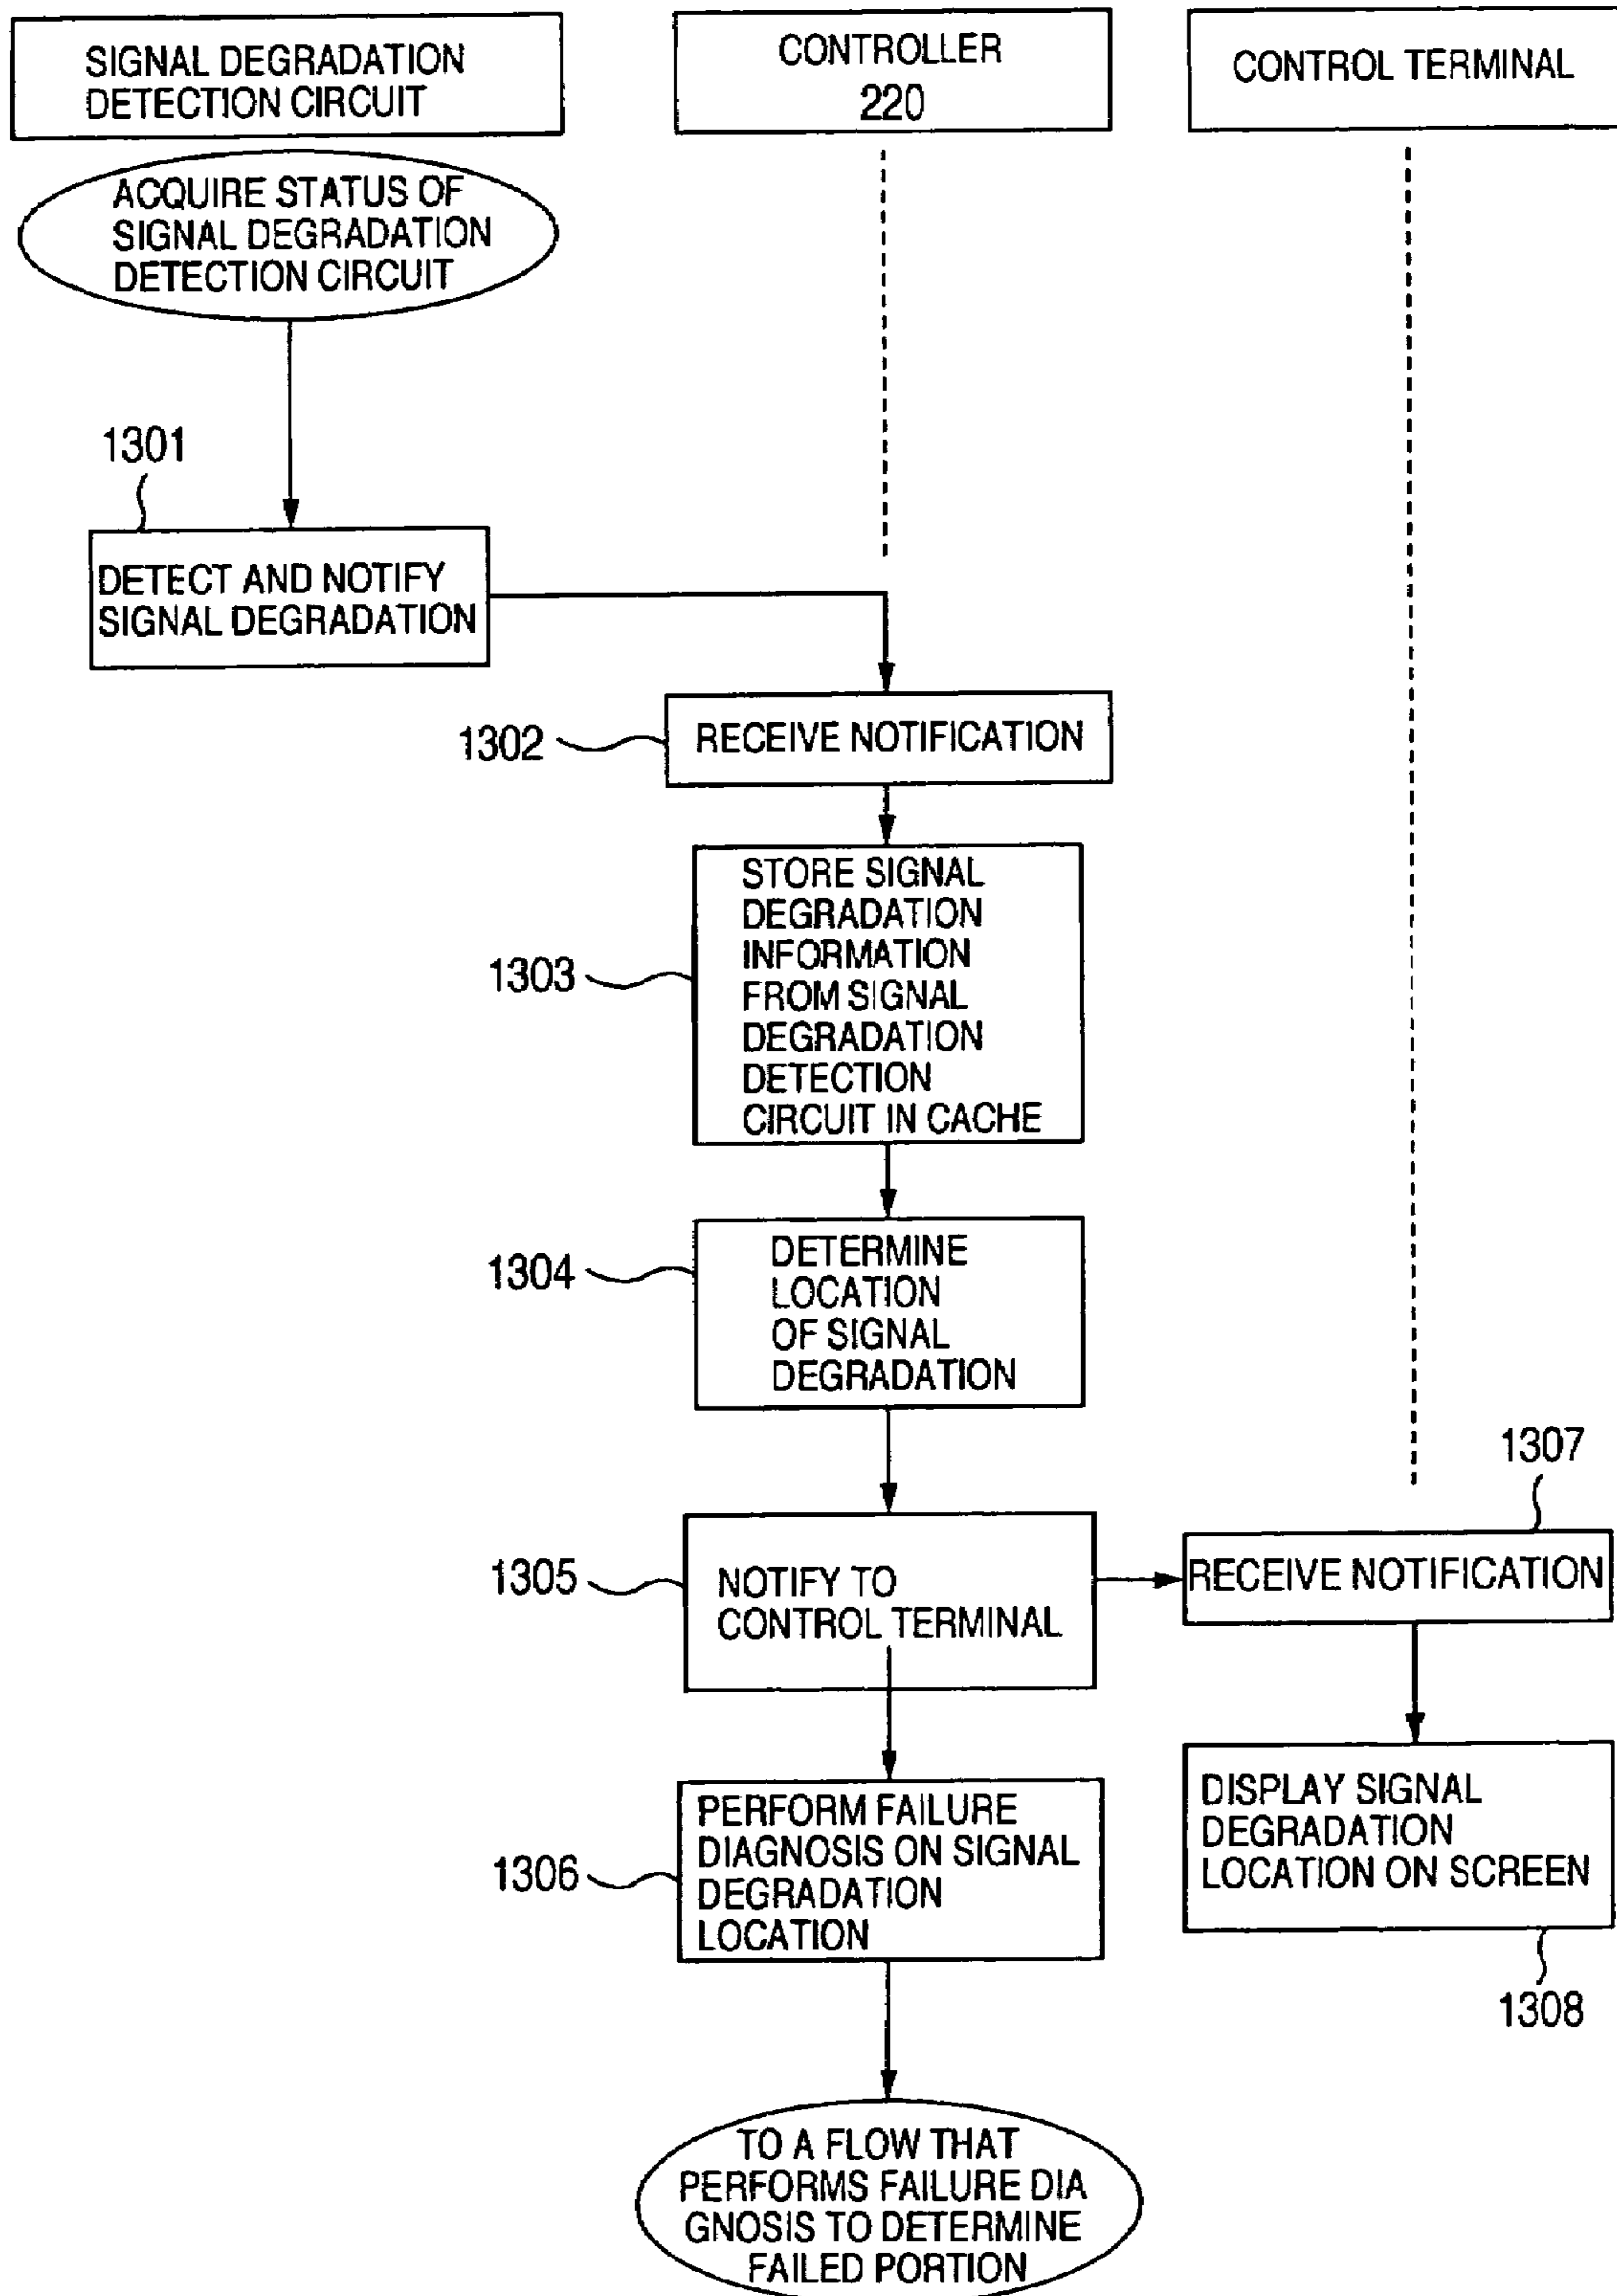 SIGNAL DEGRADATION
DETECTION CIRCUIT
CONTROLLER
220
CONTROL TERMINAL
ACQUIRE STATUS OF
SIGNAL DEGRADATION
DETECTION CIRCUIT
1301
DETECT AND NOTIFY
SIGNAL DEGRADATION
1302
RECEIVE NOTIFICATION
1303
STORE SIGNAL
DEGRADATION
INFORMATION
FROM SIGNAL
DEGRADATION
DETECTION
CIRCUIT IN CACHE
1304
DETERMINE
LOCATION
OF SIGNAL
DEGRADATION
1305
NOTIFY TO
CONTROL TERMINAL
1307
RECEIVE NOTIFICATION
1306
PERFORM FAILURE
DIAGNOSIS ON SIGNAL
DEGRADATION
LOCATION
DISPLAY SIGNAL
DEGRADATION
LOCATION ON SCREEN
1308
TO A FLOW THAT
PERFORMS FAILURE DIA
GNOSIS TO DETERMINE
FAILED PORTION